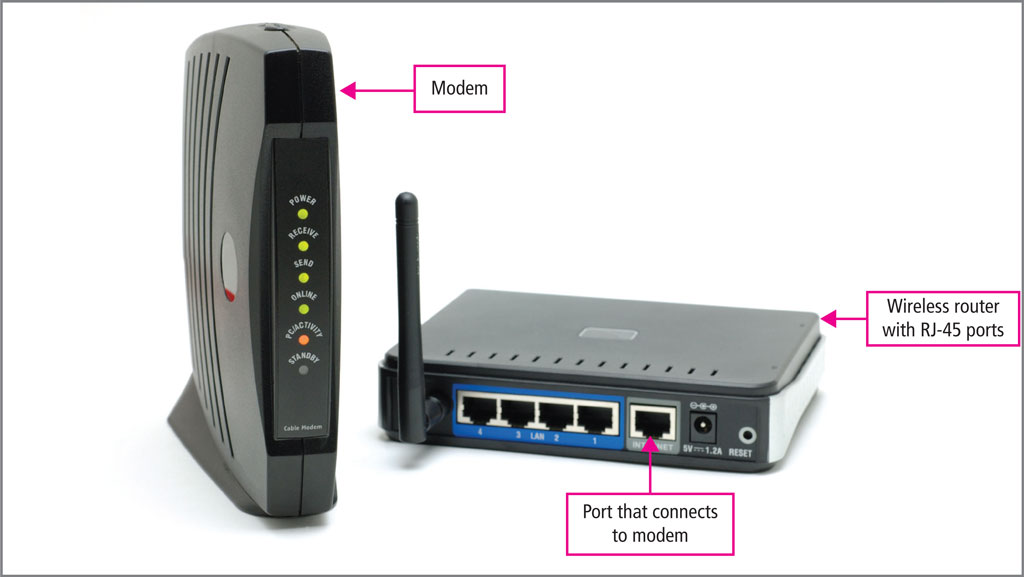 Modem
POWER
RECEIVE
SEND
ONLINE
PC/ACTIVITY
STANDBY
Cable Modem
Wireless router
with RJ-45 ports
4 3 LAN 2 1
INTERNET
5V⎓1.2A
RESET
Port that connects
to modem